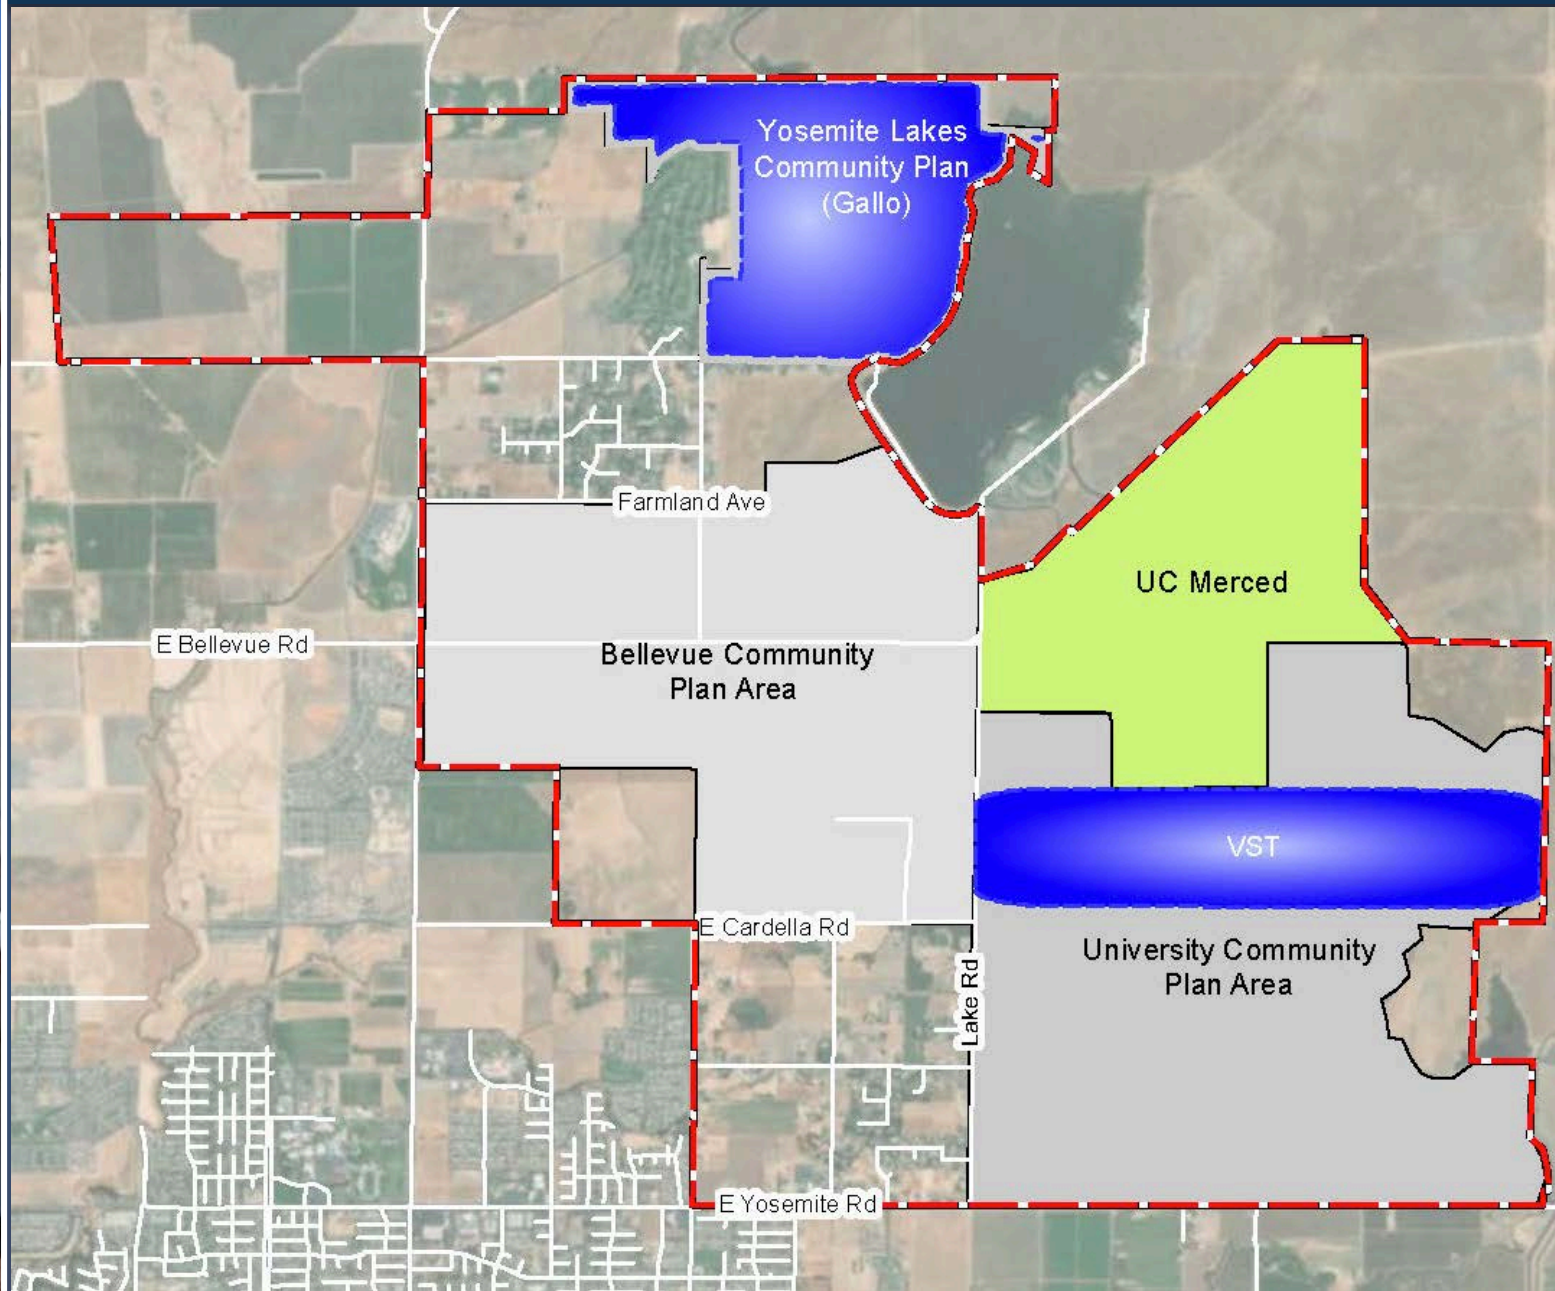 Yosemite Lakes
Community Plan
(Gallo)
Farmland Ave
UC Merced
E Bellevue Rd
Bellevue Community
Plan Area
VST
E Cardella Rd
University Community
Plan Area
Lake Rd
E Yosemite Rd